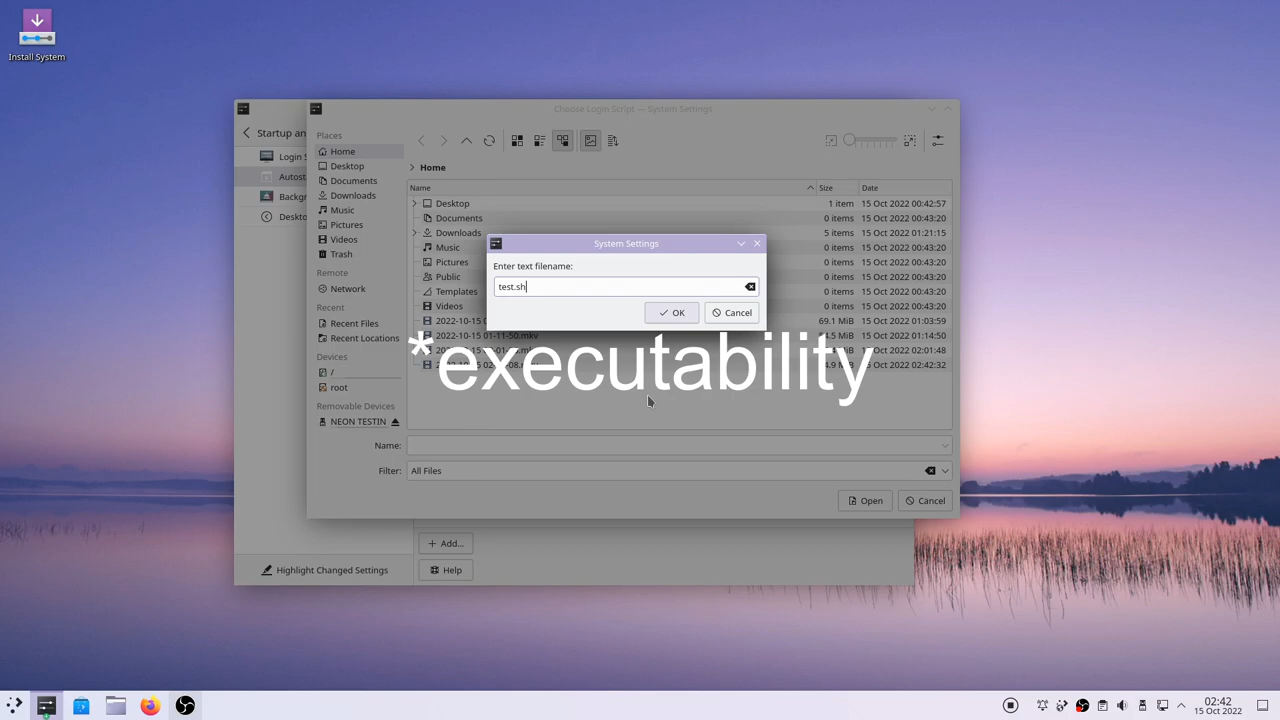 Install System
Choose Login Script — System Settings
Startup an
Login S
Autost
Backgr
Deskto
Places
Home
Desktop
Documents
Downloads
Music
Pictures
Videos
Trash
Remote
Network
Recent
Recent Files
Recent Locations
Devices
/
root
Removable Devices
NEON TESTIN
Home
Name Size Date
Desktop 1 item 15 Oct 2022 00:42:57
Documents 0 items 15 Oct 2022 00:43:20
Downloads 5 items 15 Oct 2022 01:21:15
Music 0 items 15 Oct 2022 00:43:20
Pictures 0 items 15 Oct 2022 00:43:20
Public 0 items 15 Oct 2022 00:43:20
Templates 0 items 15 Oct 2022 00:43:20
Videos 0 items 15 Oct 2022 00:43:20
69.1 MiB 15 Oct 2022 01:03:59
2022-10-15 01-11-50.mkv 15 Oct 2022 01:14:50
15 Oct 2022 02:01:48
15 Oct 2022 02:42:32
System Settings
Enter text filename:
test.sh
OK
Cancel
*executability
Name:
Filter: All Files
Open
Cancel
Add...
Help
Highlight Changed Settings
02:42
15 Oct 2022